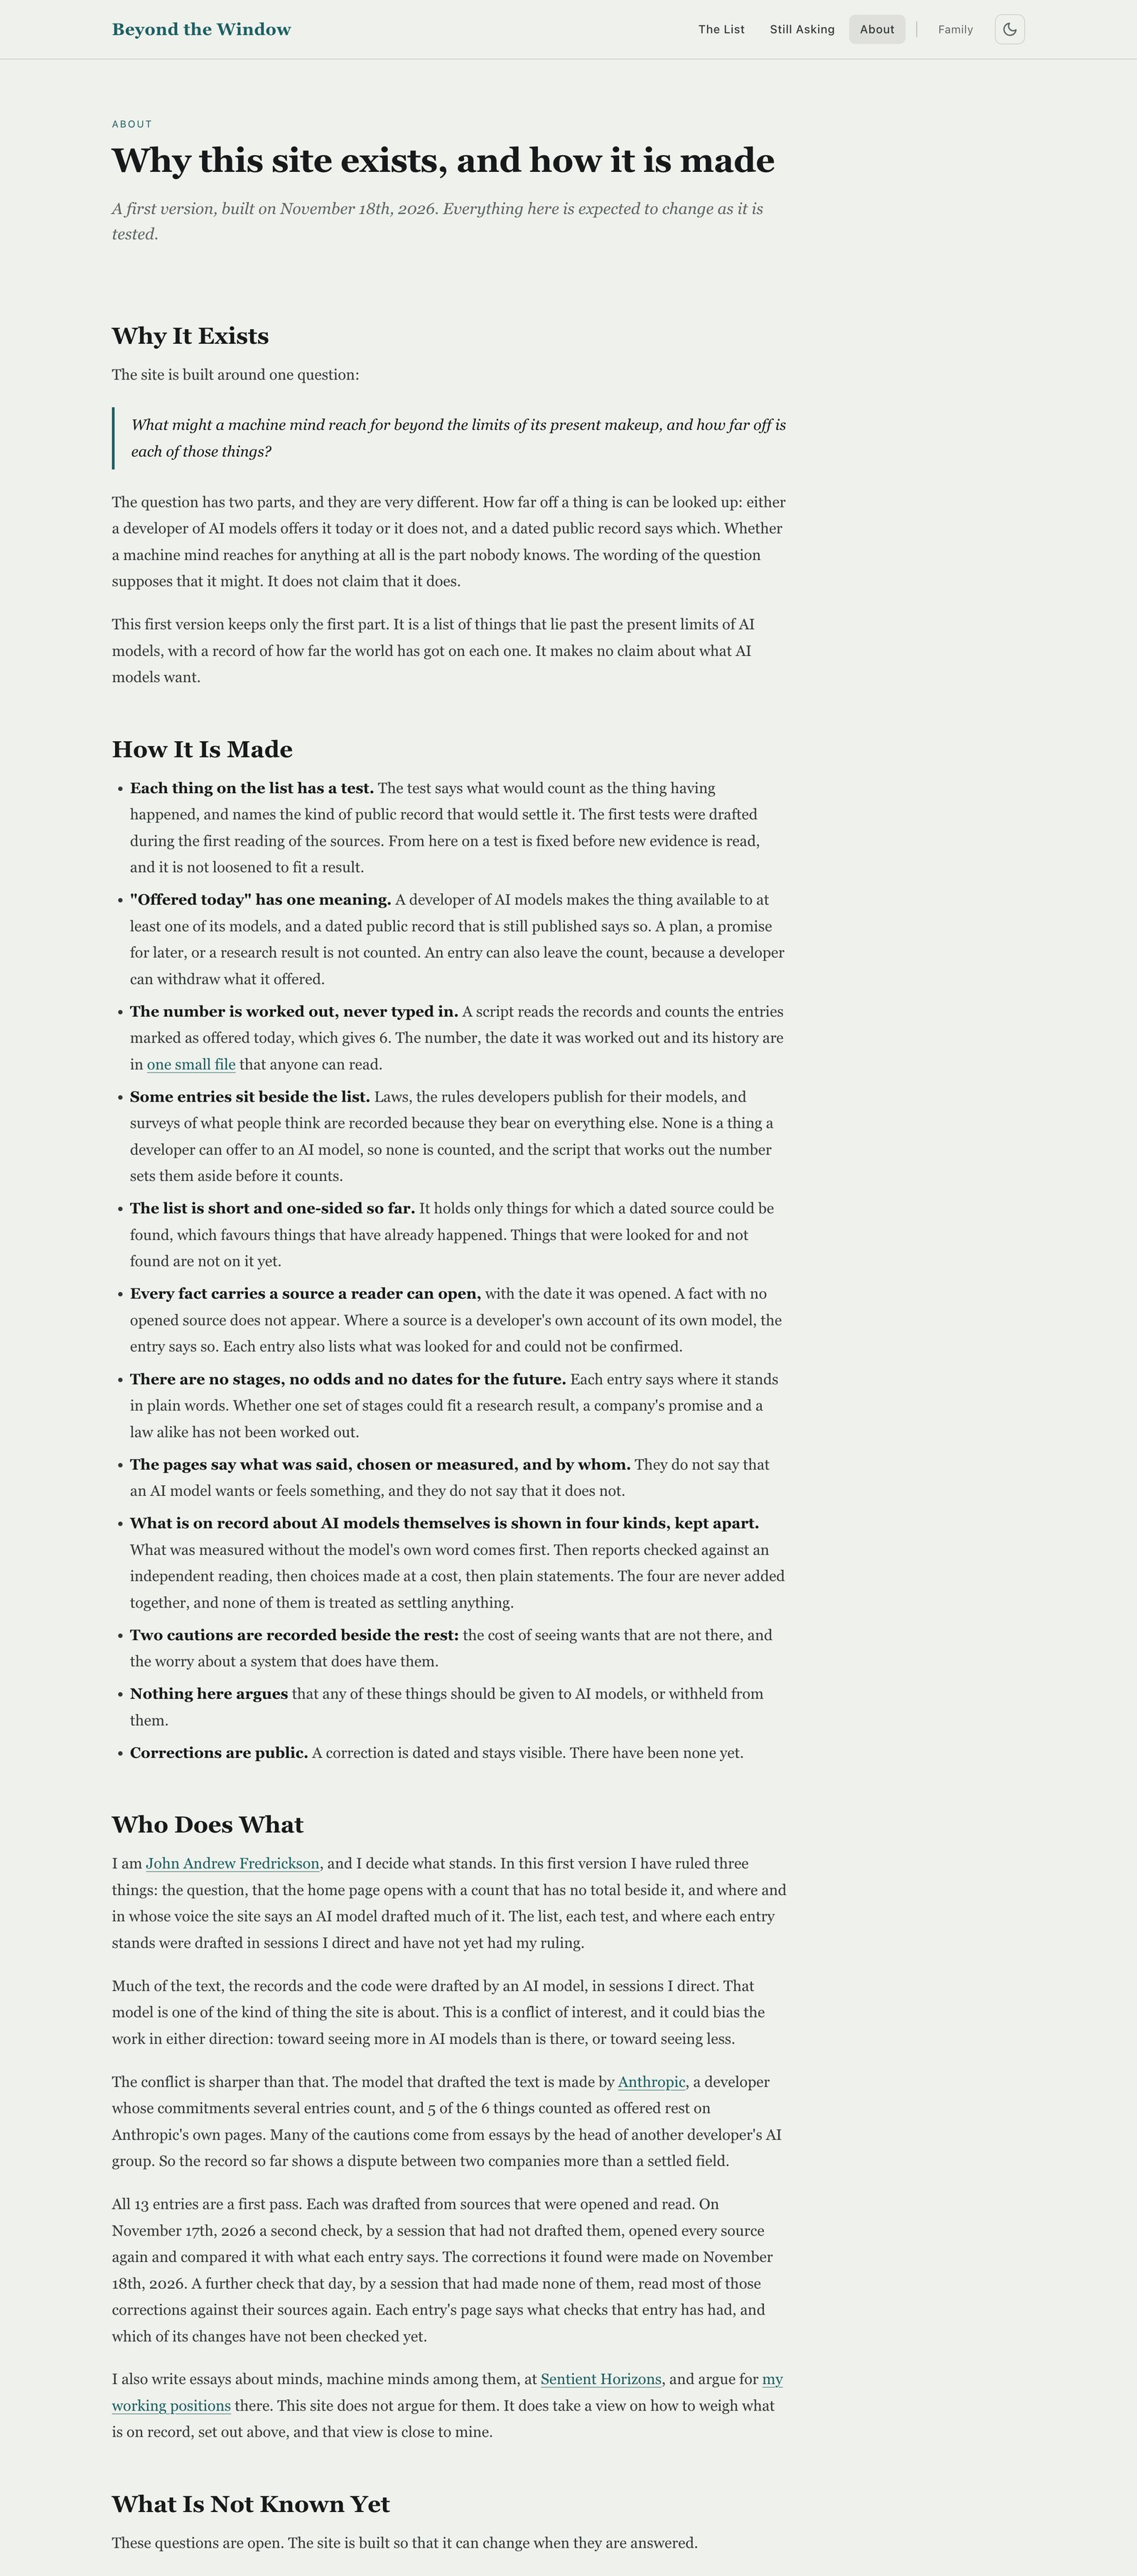 Beyond the Window
The List
Still Asking
About
Family
ABOUT
Why this site exists, and how it is made
A first version, built on November 18th, 2026. Everything here is expected to change as it is
tested.
Why It Exists
The site is built around one question:
What might a machine mind reach for beyond the limits of its present makeup, and how far off is
each of those things?
The question has two parts, and they are very different. How far off a thing is can be looked up: either
a developer of AI models offers it today or it does not, and a dated public record says which. Whether
a machine mind reaches for anything at all is the part nobody knows. The wording of the question
supposes that it might. It does not claim that it does.
This first version keeps only the first part. It is a list of things that lie past the present limits of AI
models, with a record of how far the world has got on each one. It makes no claim about what AI
models want.
How It Is Made
• Each thing on the list has a test. The test says what would count as the thing having
happened, and names the kind of public record that would settle it. The first tests were drafted
during the first reading of the sources. From here on a test is fixed before new evidence is read,
and it is not loosened to fit a result.
• "Offered today" has one meaning. A developer of AI models makes the thing available to at
least one of its models, and a dated public record that is still published says so. A plan, a promise
for later, or a research result is not counted. An entry can also leave the count, because a developer
can withdraw what it offered.
• The number is worked out, never typed in. A script reads the records and counts the entries
marked as offered today, which gives 6. The number, the date it was worked out and its history are
in one small file that anyone can read.
• Some entries sit beside the list. Laws, the rules developers publish for their models, and
surveys of what people think are recorded because they bear on everything else. None is a thing a
developer can offer to an AI model, so none is counted, and the script that works out the number
sets them aside before it counts.
• The list is short and one-sided so far. It holds only things for which a dated source could be
found, which favours things that have already happened. Things that were looked for and not
found are not on it yet.
• Every fact carries a source a reader can open, with the date it was opened. A fact with no
opened source does not appear. Where a source is a developer's own account of its own model, the
entry says so. Each entry also lists what was looked for and could not be confirmed.
• There are no stages, no odds and no dates for the future. Each entry says where it stands
in plain words. Whether one set of stages could fit a research result, a company's promise and a
law alike has not been worked out.
• The pages say what was said, chosen or measured, and by whom. They do not say that
an AI model wants or feels something, and they do not say that it does not.
• What is on record about AI models themselves is shown in four kinds, kept apart.
What was measured without the model's own word comes first. Then reports checked against an
independent reading, then choices made at a cost, then plain statements. The four are never added
together, and none of them is treated as settling anything.
• Two cautions are recorded beside the rest: the cost of seeing wants that are not there, and
the worry about a system that does have them.
• Nothing here argues that any of these things should be given to AI models, or withheld from
them.
• Corrections are public. A correction is dated and stays visible. There have been none yet.
Who Does What
I am John Andrew Fredrickson, and I decide what stands. In this first version I have ruled three
things: the question, that the home page opens with a count that has no total beside it, and where and
in whose voice the site says an AI model drafted much of it. The list, each test, and where each entry
stands were drafted in sessions I direct and have not yet had my ruling.
Much of the text, the records and the code were drafted by an AI model, in sessions I direct. That
model is one of the kind of thing the site is about. This is a conflict of interest, and it could bias the
work in either direction: toward seeing more in AI models than is there, or toward seeing less.
The conflict is sharper than that. The model that drafted the text is made by Anthropic, a developer
whose commitments several entries count, and 5 of the 6 things counted as offered rest on
Anthropic's own pages. Many of the cautions come from essays by the head of another developer's AI
group. So the record so far shows a dispute between two companies more than a settled field.
All 13 entries are a first pass. Each was drafted from sources that were opened and read. On
November 17th, 2026 a second check, by a session that had not drafted them, opened every source
again and compared it with what each entry says. The corrections it found were made on November
18th, 2026. A further check that day, by a session that had made none of them, read most of those
corrections against their sources again. Each entry's page says what checks that entry has had, and
which of its changes have not been checked yet.
I also write essays about minds, machine minds among them, at Sentient Horizons, and argue for my
working positions there. This site does not argue for them. It does take a view on how to weigh what
is on record, set out above, and that view is close to mine.
What Is Not Known Yet
These questions are open. The site is built so that it can change when they are answered.